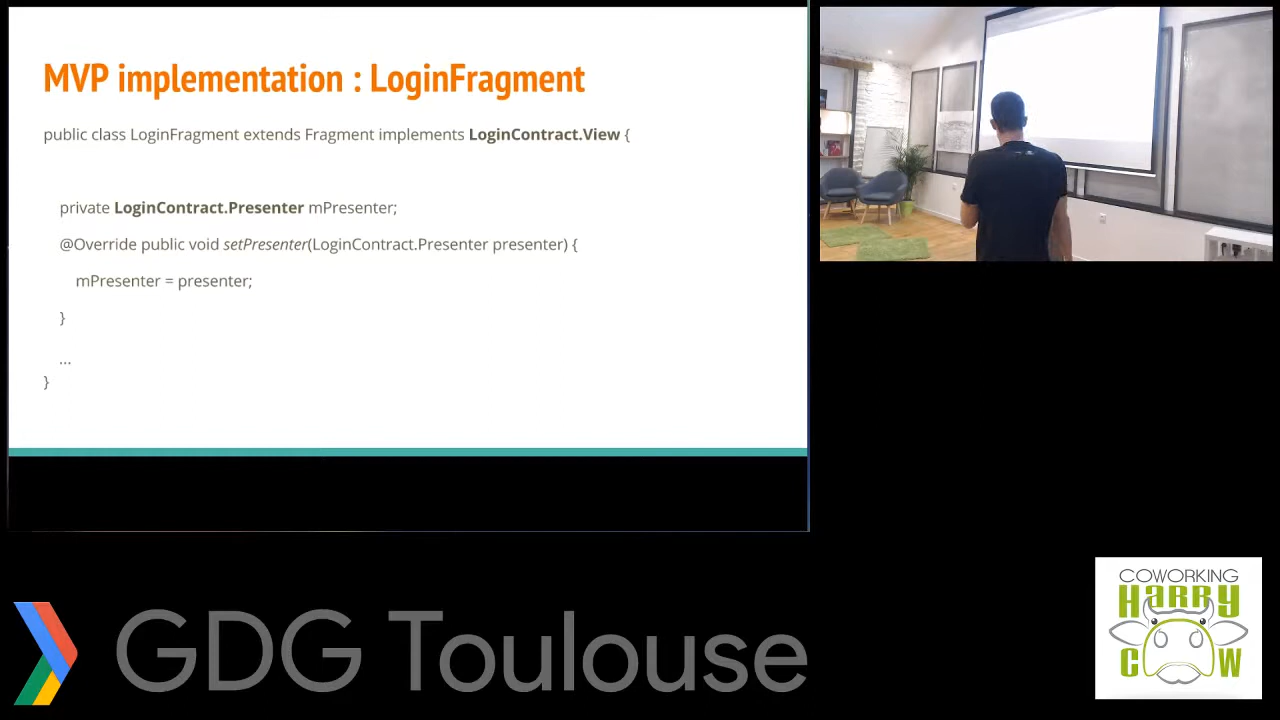 MVP implementation : LoginFragment
public class LoginFragment extends Fragment implements LoginContract.View {
private LoginContract.Presenter mPresenter;
@Override public void setPresenter(LoginContract.Presenter presenter) {
mPresenter = presenter;
}
...
}
GDG Toulouse
COWORKING
HaRRy
COW